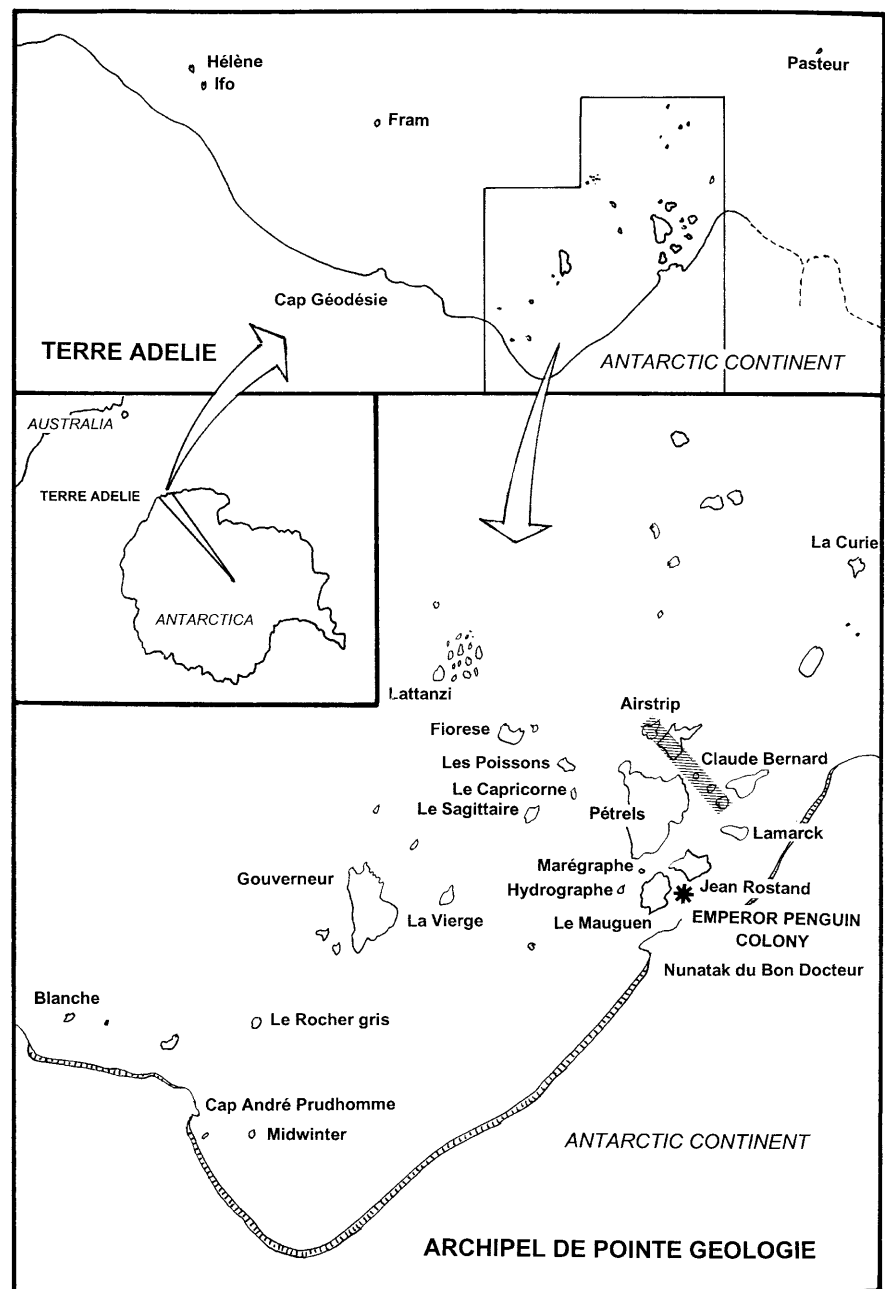 Hélène
Ifo
Pasteur
Fram
Cap Géodésie
TERRE ADELIE
ANTARCTIC CONTINENT
AUSTRALIA
TERRE ADELIE
ANTARCTICA
La Curie
Lattanzi
Airstrip
Fiorese
Claude Bernard
Les Poissons
Le Capricorne
Le Sagittaire
Pétrels
Lamarck
Marégraphe
Gouverneur
Hydrographe
Jean Rostand
La Vierge
Le Mauguen
EMPEROR PENGUIN
COLONY
Nunatak du Bon Docteur
Blanche
Le Rocher gris
Cap André Prudhomme
Midwinter
ANTARCTIC CONTINENT
ARCHIPEL DE POINTE GEOLOGIE